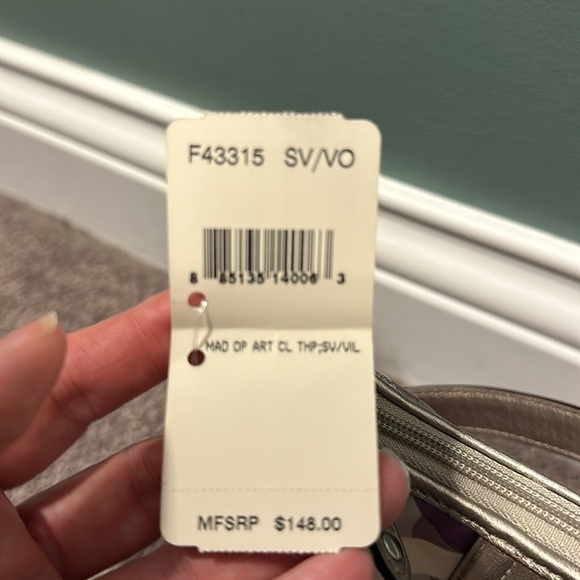 F43315 SV/VO
8 85135 14006 3
MAD OP ART CL THP;SV/VIL
MFSRP $148.00